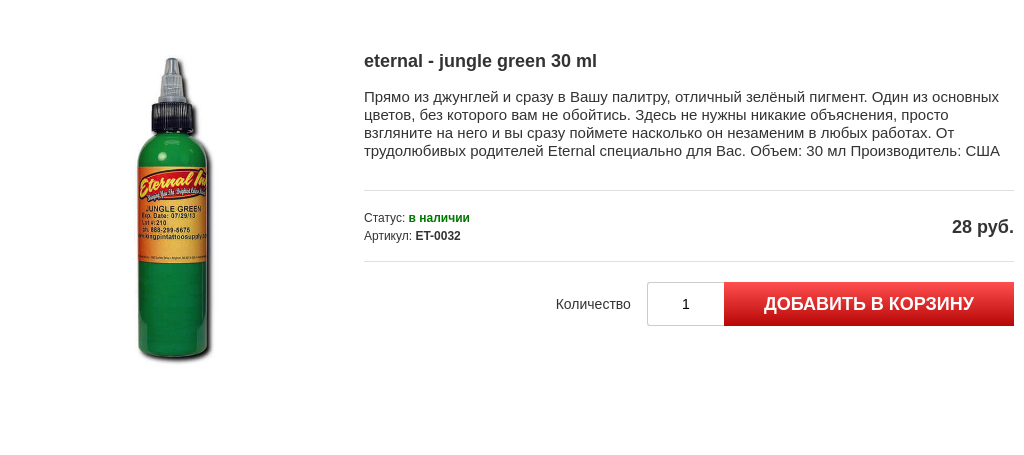 eternal - jungle green 30 ml
Прямо из джунглей и сразу в Вашу палитру, отличный зелёный пигмент. Один из основных
цветов, без которого вам не обойтись. Здесь не нужны никакие объяснения, просто
взгляните на него и вы сразу поймете насколько он незаменим в любых работах. От
трудолюбивых родителей Eternal специально для Вас. Объем: 30 мл Производитель: США
Статус: в наличии
Артикул: ET-0032
28 руб.
Количество
1
ДОБАВИТЬ В КОРЗИНУ
Eternal In
JUNGLE GREEN
Exp. Date: 07/29/13
Lot #:210
ph. 888-299-5675